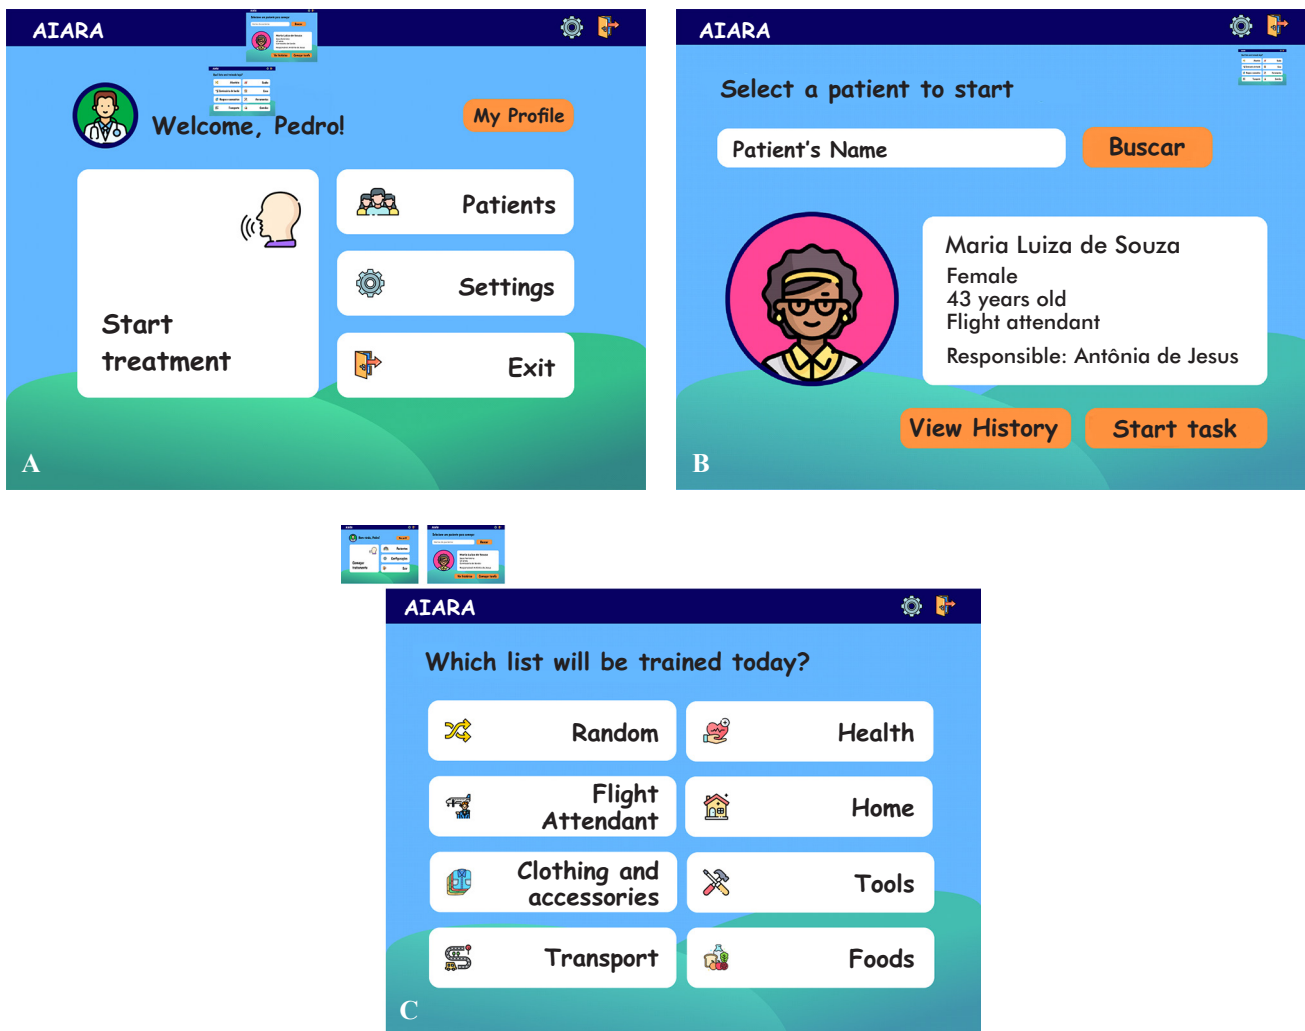 AIARA
Welcome, Pedro!
My Profile
Start
treatment
Patients
Settings
Exit
A
AIARA
Select a patient to start
Patient's Name
Buscar
Maria Luiza de Souza
Female
43 years old
Flight attendant
Responsible: Antônia de Jesus
View History
Start task
B
AIARA
Which list will be trained today?
Random
Health
Flight
Attendant
Home
Clothing and
accessories
Tools
Transport
Foods
C